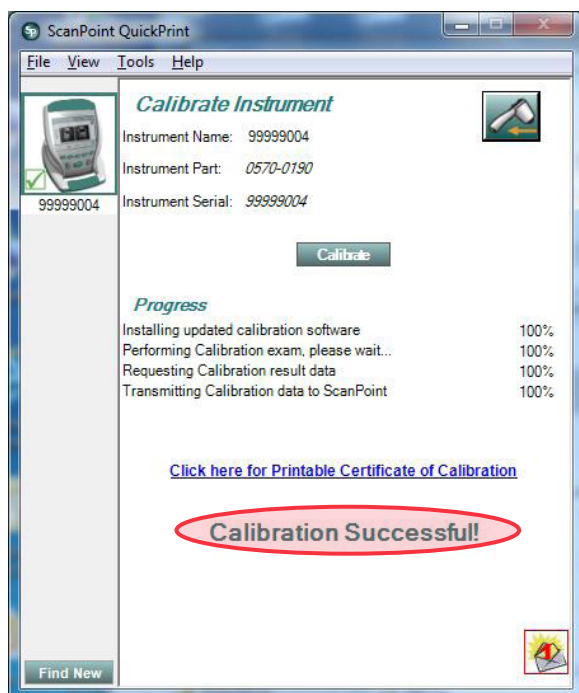 ScanPoint QuickPrint
File View Tools Help
99999004
Find New
Calibrate Instrument
Instrument Name: 99999004
Instrument Part: 0570-0190
Instrument Serial: 99999004
Calibrate
Progress
Installing updated calibration software 100%
Performing Calibration exam, please wait... 100%
Requesting Calibration result data 100%
Transmitting Calibration data to ScanPoint 100%
Click here for Printable Certificate of Calibration
Calibration Successful!